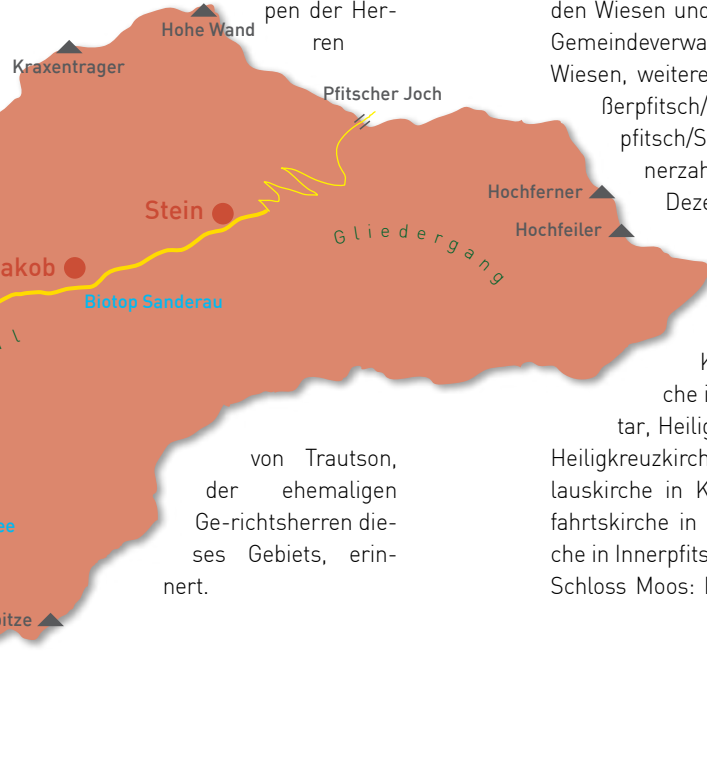 pen der Her-
ren
Hohe Wand
Kraxentrager
Pfitscher Joch
Hochferner
Hochfeiler
Stein
Gliedergang
akob
Biotop Sanderau
l
ee
itze
von Trautson,
der ehemaligen
Ge-richtsherren die-
ses Gebiets, erin-
nert.
den Wiesen und
Gemeindeverwa
Wiesen, weitere
ßerpfitsch/
pfitsch/S
nerzah
Deze
K
che i
tar, Heilig
Heiligkreuzkirch
lauskirche in K
fahrtskirche in
che in Innerpfits
Schloss Moos: